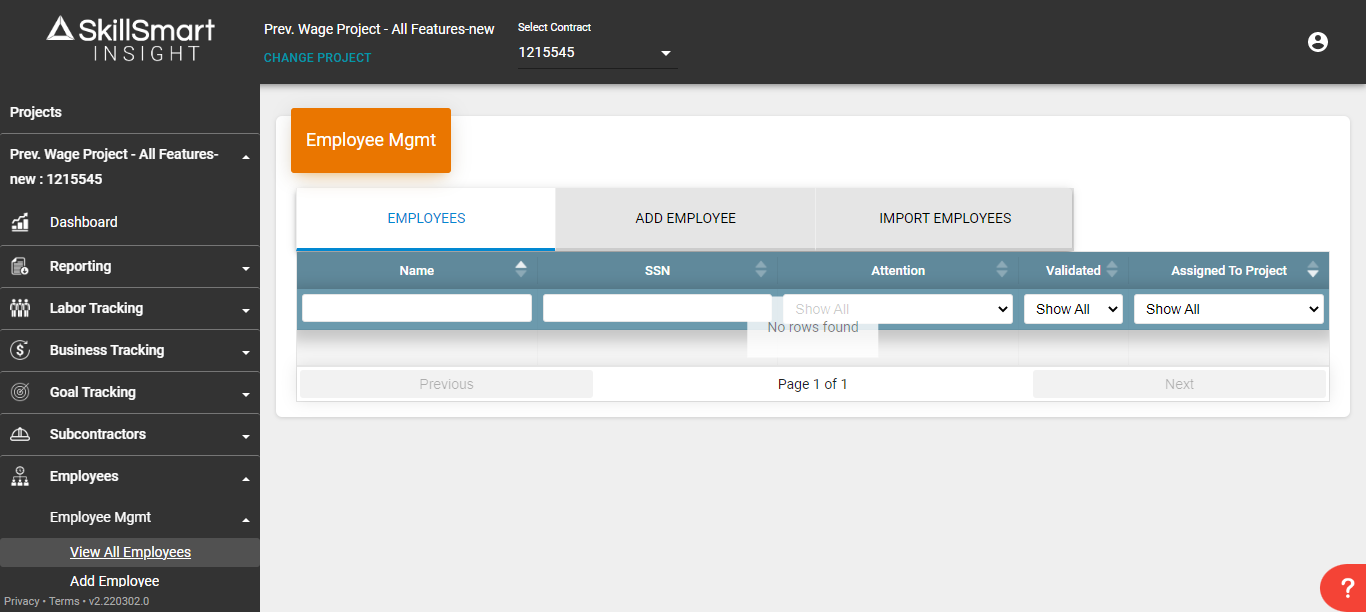 SkillSmart
INSIGHT
Prev. Wage Project - All Features-new
CHANGE PROJECT
Select Contract
1215545
Projects
Prev. Wage Project - All Features-
new : 1215545
Dashboard
Reporting
Labor Tracking
Business Tracking
Goal Tracking
Subcontractors
Employees
Employee Mgmt
View All Employees
Add Employee
Privacy • Terms • v2.220302.0
Employee Mgmt
EMPLOYEES ADD EMPLOYEE IMPORT EMPLOYEES
Name SSN Attention Validated Assigned To Project
Show All Show All Show All
No rows found
Previous Page 1 of 1 Next
?